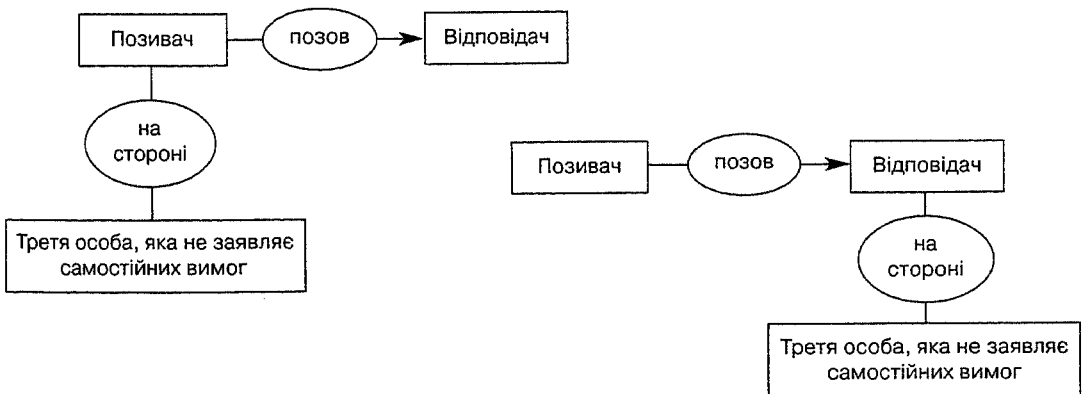 Позивач
позов
Відповідач
на
стороні
Третя особа, яка не заявляє
самостійних вимог
Позивач
позов
Відповідач
на
стороні
Третя особа, яка не заявляє
самостійних вимог